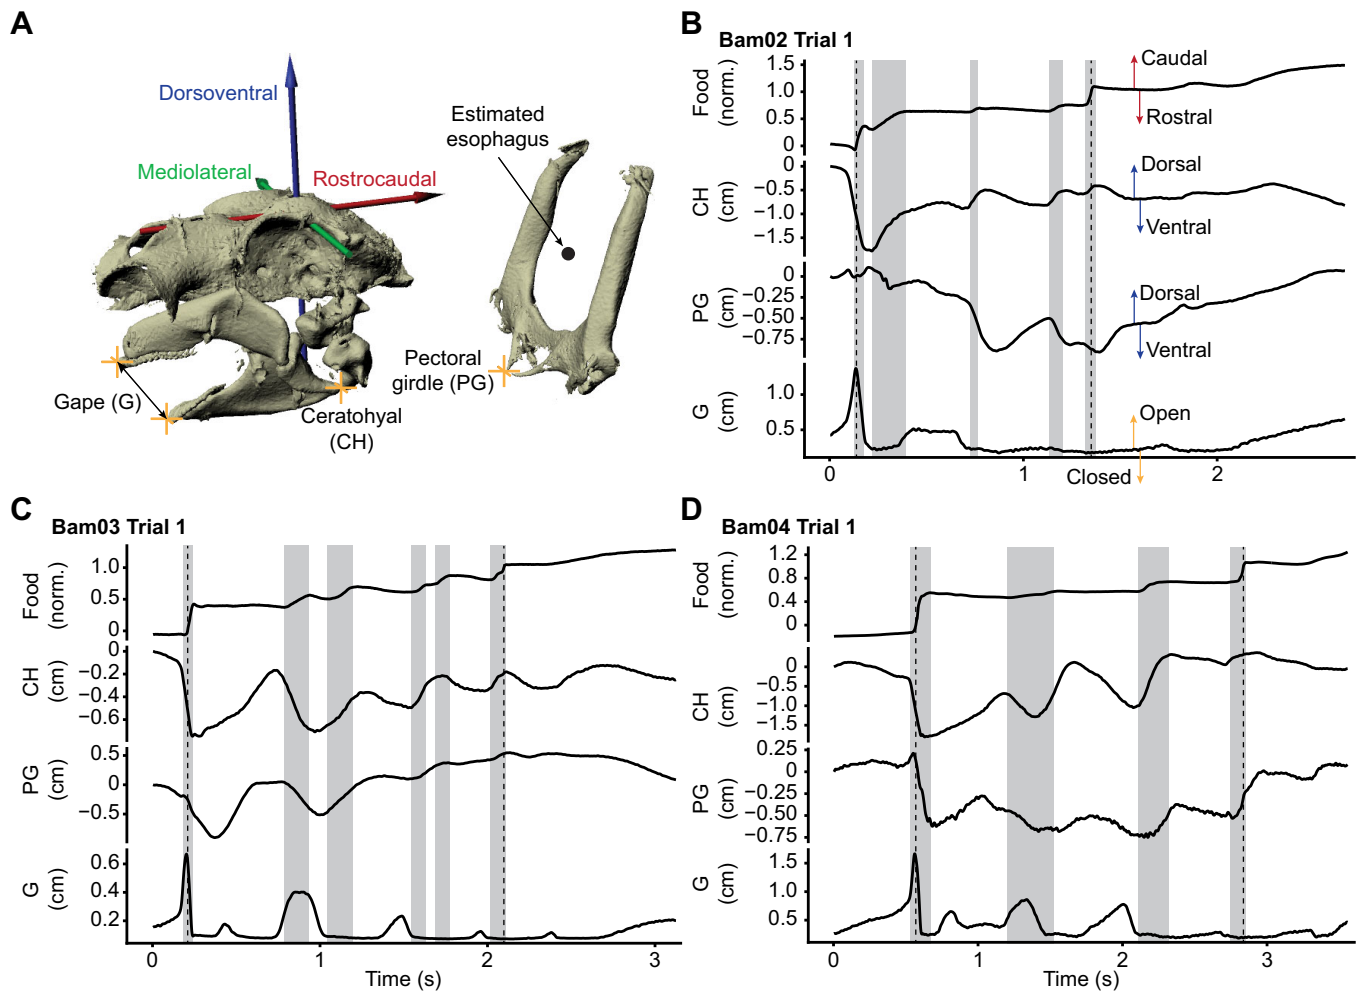 A
Dorsoventral
Mediolateral
Rostrocaudal
Estimated
esophagus
Gape (G)
Ceratohyal
(CH)
Pectoral
girdle (PG)
B
Bam02 Trial 1
Food
(norm.)
1.5
1.0
0.5
0
Caudal
Rostral
CH
(cm)
0
−0.5
−1.0
−1.5
Dorsal
Ventral
PG
(cm)
0
−0.25
−0.50
−0.75
Dorsal
Ventral
G
(cm)
1.0
0.5
Open
Closed
0
1
2
C
Bam03 Trial 1
Food
(norm.)
1.0
0.5
0
CH
(cm)
0
−0.2
−0.4
−0.6
PG
(cm)
0.5
0
−0.5
G
(cm)
0.6
0.4
0.2
0
1
2
3
Time (s)
D
Bam04 Trial 1
Food
(norm.)
1.2
0.8
0.4
0
CH
(cm)
0
−0.5
−1.0
−1.5
PG
(cm)
0.25
0
−0.25
−0.50
−0.75
G
(cm)
1.5
1.0
0.5
0
1
2
3
Time (s)